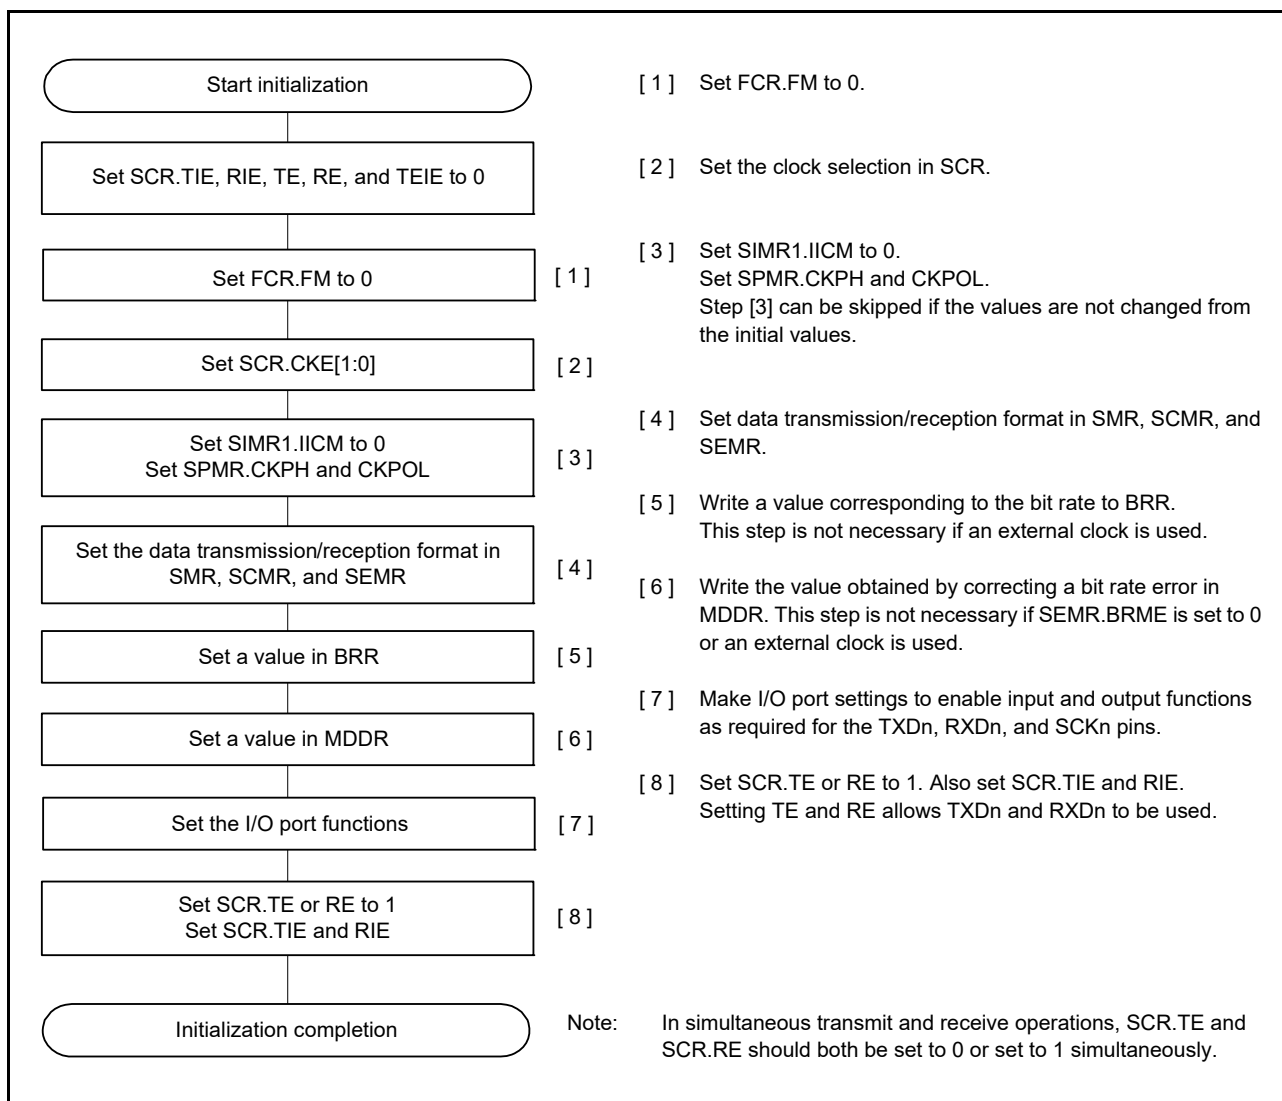 Start initialization
Set SCR.TIE, RIE, TE, RE, and TEIE to 0
Set FCR.FM to 0
[ 1 ]
Set SCR.CKE[1:0]
[ 2 ]
Set SIMR1.IICM to 0
Set SPMR.CKPH and CKPOL
[ 3 ]
Set the data transmission/reception format in
SMR, SCMR, and SEMR
[ 4 ]
Set a value in BRR
[ 5 ]
Set a value in MDDR
[ 6 ]
Set the I/O port functions
[ 7 ]
Set SCR.TE or RE to 1
Set SCR.TIE and RIE
[ 8 ]
Initialization completion
[ 1 ] Set FCR.FM to 0.
[ 2 ] Set the clock selection in SCR.
[ 3 ] Set SIMR1.IICM to 0.
Set SPMR.CKPH and CKPOL.
Step [3] can be skipped if the values are not changed from
the initial values.
[ 4 ] Set data transmission/reception format in SMR, SCMR, and
SEMR.
[ 5 ] Write a value corresponding to the bit rate to BRR.
This step is not necessary if an external clock is used.
[ 6 ] Write the value obtained by correcting a bit rate error in
MDDR. This step is not necessary if SEMR.BRME is set to 0
or an external clock is used.
[ 7 ] Make I/O port settings to enable input and output functions
as required for the TXDn, RXDn, and SCKn pins.
[ 8 ] Set SCR.TE or RE to 1. Also set SCR.TIE and RIE.
Setting TE and RE allows TXDn and RXDn to be used.
Note: In simultaneous transmit and receive operations, SCR.TE and
SCR.RE should both be set to 0 or set to 1 simultaneously.